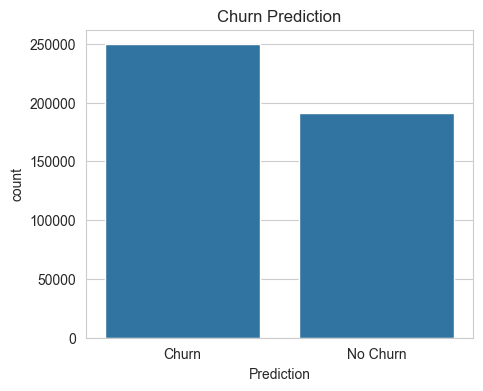 Churn Prediction
250000
200000
150000
100000
50000
0
count
Churn
No Churn
Prediction